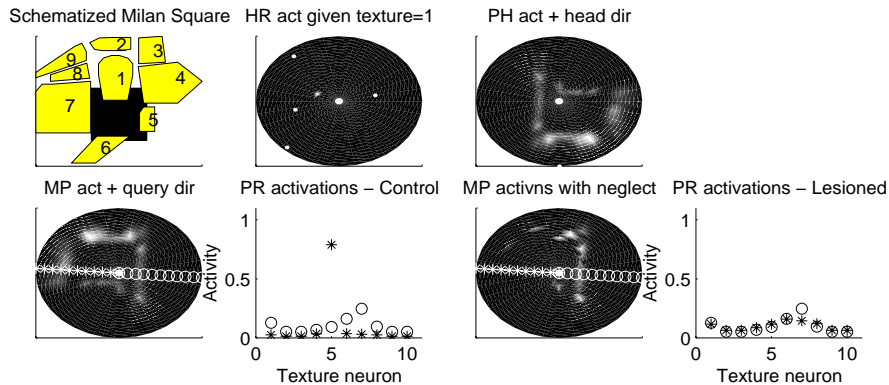 Schematized Milan Square
HR act given texture=1
PH act + head dir
2
3
9
8
1
4
7
5
6
MP act + query dir
PR activations – Control
MP activns with neglect
PR activations – Lesioned
1
0.5
0
Activity
0
5
10
Texture neuron
1
0.5
0
Activity
0
5
10
Texture neuron